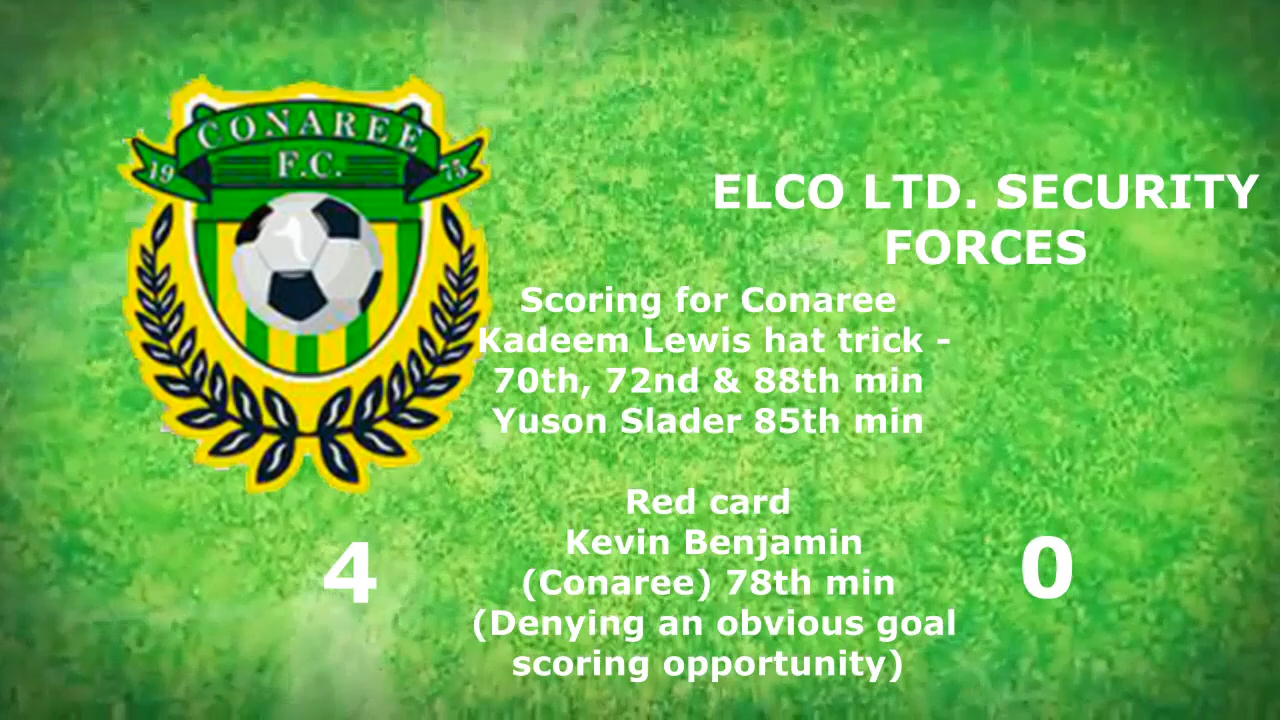 CONAREE
F.C.
19 75
ELCO LTD. SECURITY
FORCES
Scoring for Conaree
Kadeem Lewis hat trick -
70th, 72nd & 88th min
Yuson Slader 85th min
Red card
Kevin Benjamin
(Conaree) 78th min
(Denying an obvious goal
scoring opportunity)
4
0